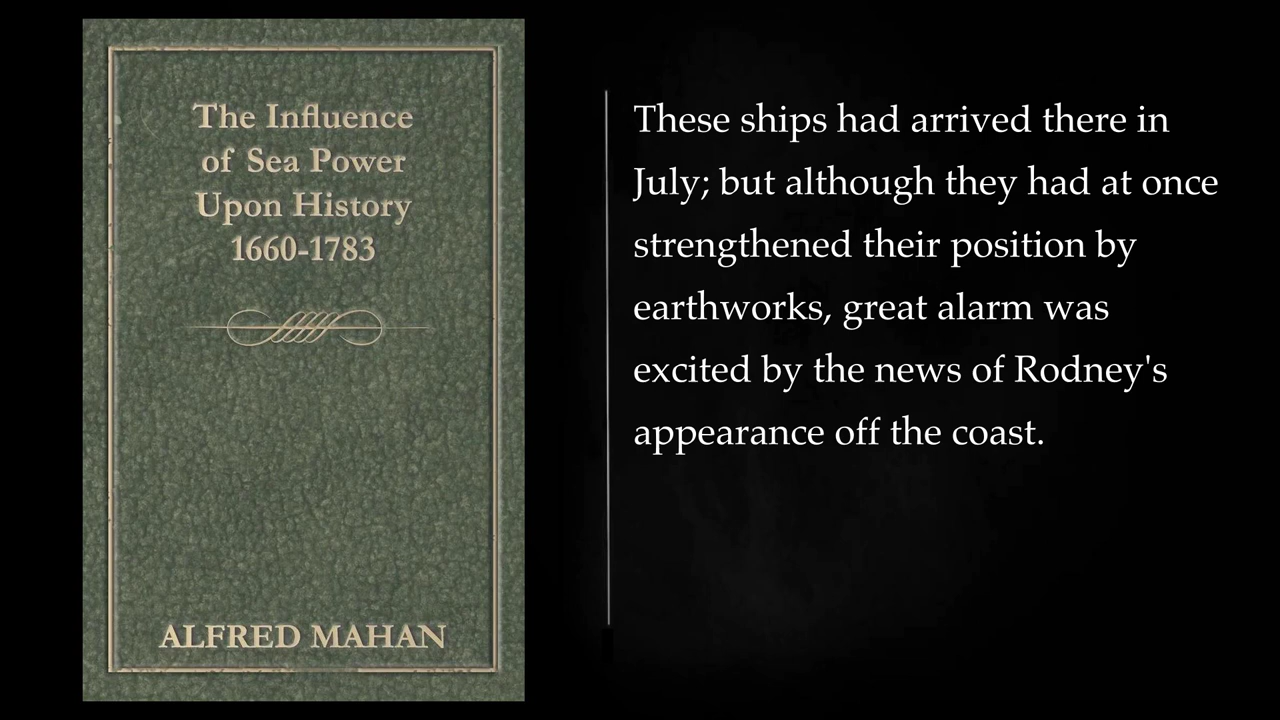 The Influence
of Sea Power
Upon History
1660-1783
ALFRED MAHAN
These ships had arrived there in
July; but although they had at once
strengthened their position by
earthworks, great alarm was
excited by the news of Rodney's
appearance off the coast.